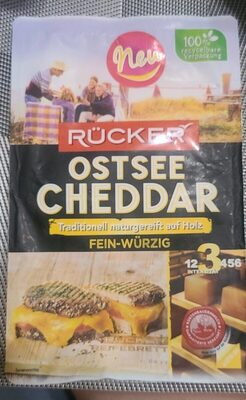 Neu
100%
recycelbare
Verpackung
RÜCKER
OSTSEE
CHEDDAR
Traditionell naturgereift auf Holz
FEIN-WÜRZIG
12 3 456